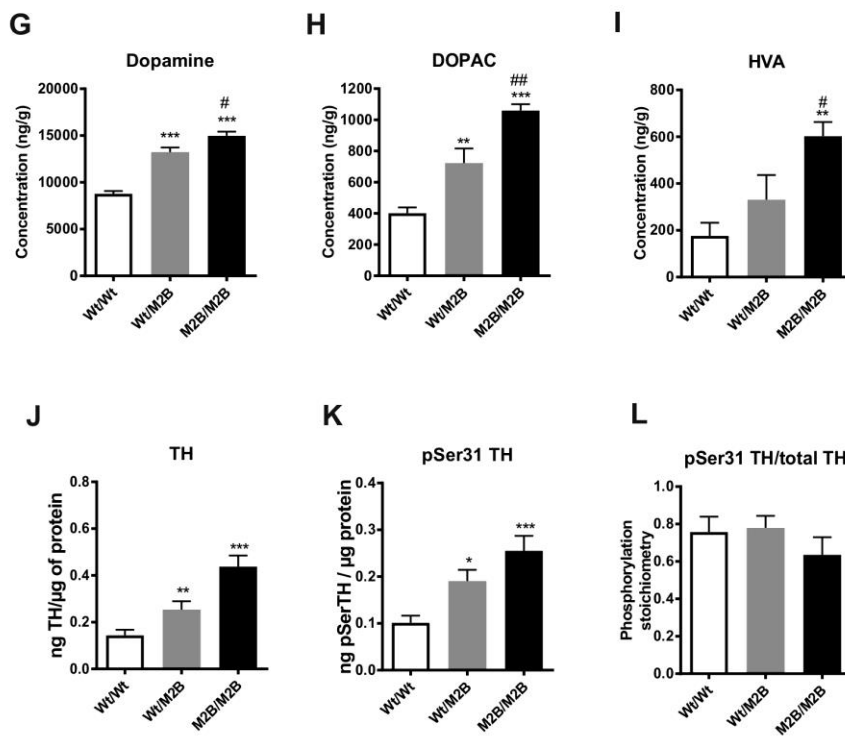 G
Dopamine
Concentration (ng/g)
20000
15000
10000
5000
0
***
#
***
Wt/Wt
Wt/M2B
M2B/M2B
H
DOPAC
Concentration (ng/g)
1200
1000
800
600
400
200
0
**
##
***
Wt/Wt
Wt/M2B
M2B/M2B
I
HVA
Concentration (ng/g)
800
600
400
200
0
#
**
Wt/Wt
Wt/M2B
M2B/M2B
J
TH
ng TH/µg of protein
0.8
0.6
0.4
0.2
0.0
**
***
Wt/Wt
Wt/M2B
M2B/M2B
K
pSer31 TH
ng pSerTH / µg protein
0.4
0.3
0.2
0.1
0.0
*
***
Wt/Wt
Wt/M2B
M2B/M2B
L
pSer31 TH/total TH
Phosphorylation
stoichiometry
1.0
0.8
0.6
0.4
0.2
0.0
Wt/Wt
Wt/M2B
M2B/M2B